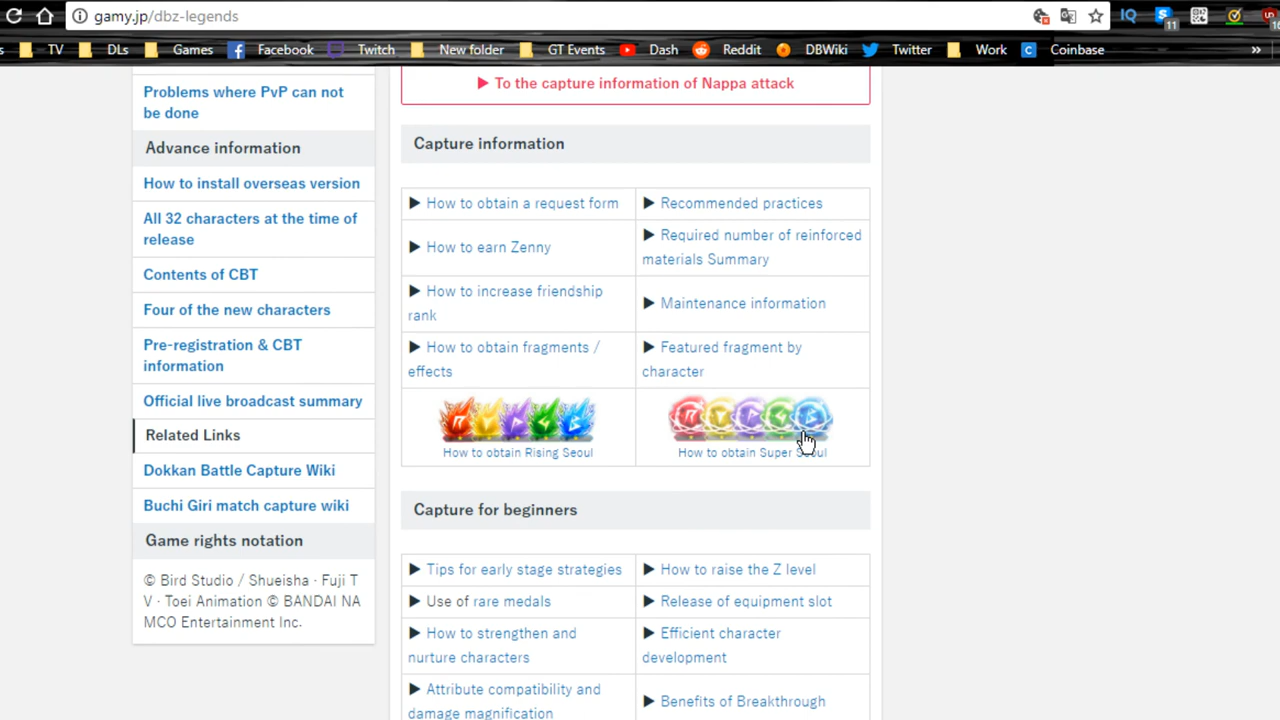 gamy.jp/dbz-legends
11
s TV DLs Games Facebook Twitch New folder GT Events Dash Reddit DBWiki Twitter Work Coinbase »
Problems where PvP can not
be done
Advance information
How to install overseas version
All 32 characters at the time of
release
Contents of CBT
Four of the new characters
Pre-registration & CBT
information
Official live broadcast summary
Related Links
Dokkan Battle Capture Wiki
Buchi Giri match capture wiki
Game rights notation
© Bird Studio / Shueisha · Fuji T
V · Toei Animation © BANDAI NA
MCO Entertainment Inc.
▶ To the capture information of Nappa attack
Capture information
▶ How to obtain a request form
▶ Recommended practices
▶ How to earn Zenny
▶ Required number of reinforced
materials Summary
▶ How to increase friendship
rank
▶ Maintenance information
▶ How to obtain fragments /
effects
▶ Featured fragment by
character
How to obtain Rising Seoul
How to obtain Super Seoul
Capture for beginners
▶ Tips for early stage strategies
▶ How to raise the Z level
▶ Use of rare medals
▶ Release of equipment slot
▶ How to strengthen and
nurture characters
▶ Efficient character
development
▶ Attribute compatibility and
damage magnification
▶ Benefits of Breakthrough